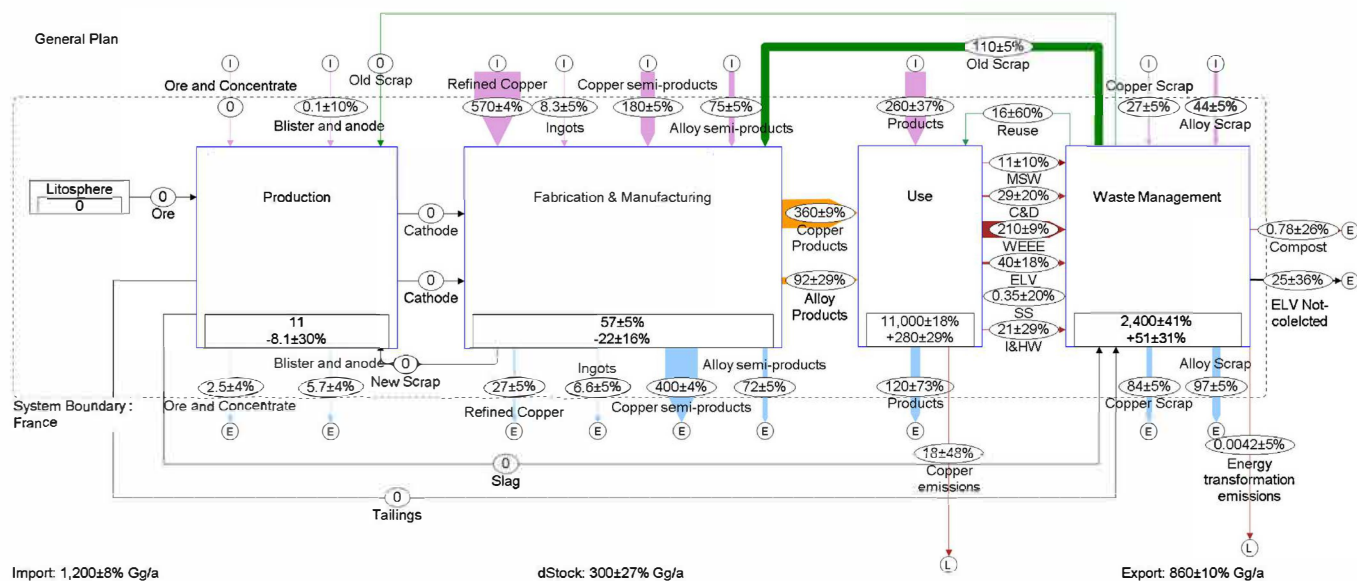 General Plan
I
I
I
I
I
I
I
I
I
0
Old Scrap
110±5%
Old Scrap
Ore and Concentrate
0
0.1±10%
Blister and anode
Refined Copper
570±4%
8.3±5%
Ingots
Copper semi-products
180±5%
75±5%
Alloy semi-products
260±37%
Products
16±60%
Reuse
Copper Scrap
27±5%
44±5%
Alloy Scrap
Litosphere
0
0
Ore
Production
11
-8.1±30%
0
Cathode
0
Cathode
Fabrication & Manufacturing
57±5%
-22±16%
360±9%
Copper
Products
92±29%
Alloy
Products
Use
11,000±18%
+280±29%
11±10%
MSW
29±20%
C&D
210±9%
WEEE
40±18%
ELV
0.35±20%
SS
21±29%
I&HW
Waste Management
2,400±41%
+51±31%
0.78±26%
E
Compost
25±36%
E
ELV Not-
colelcted
Blister and anode
0
New Scrap
2.5±4%
Ore and Concentrate
5.7±4%
27±5%
Refined Copper
Ingots
6.6±5%
400±4%
Copper semi-products
Alloy semi-products
72±5%
120±73%
Products
84±5%
Copper Scrap
Alloy Scrap
97±5%
System Boundary :
France
E
E
E
E
E
E
E
E
E
18±48%
Copper
emissions
0.0042±5%
Energy
transformation
emissions
0
Slag
0
Tailings
L
L
Import: 1,200±8% Gg/a
dStock: 300±27% Gg/a
Export: 860±10% Gg/a